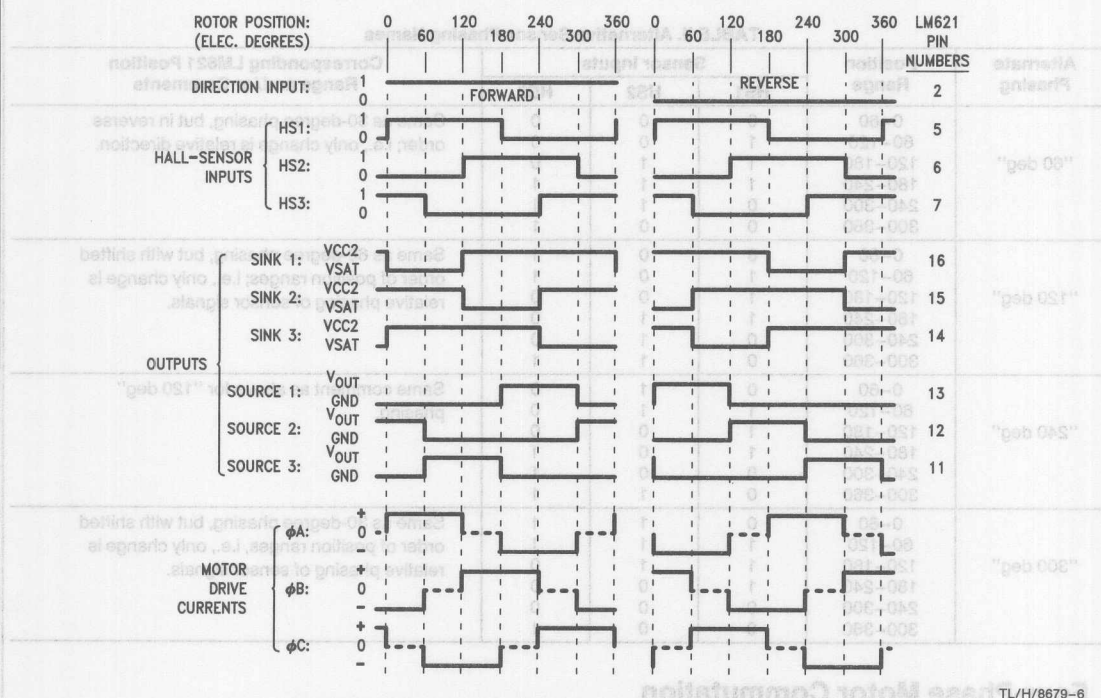 ROTOR POSITION: 0 120 240 360 0 120 240 360 LM621
(ELEC. DEGREES) 60 180 300 60 180 300 PIN
NUMBERS
DIRECTION INPUT: 1 0 FORWARD REVERSE 2
HS1: 1 0 5
HALL-SENSOR INPUTS
HS2: 1 0 6
HS3: 1 0 7
SINK 1: VCC2 VSAT 16
SINK 2: VCC2 VSAT 15
SINK 3: VCC2 VSAT 14
OUTPUTS
SOURCE 1: VOUT GND 13
SOURCE 2: VOUT GND 12
SOURCE 3: VOUT GND 11
ϕA: + 0 −
MOTOR DRIVE CURRENTS
ϕB: + 0 −
ϕC: + 0 −
TL/H/8679-6